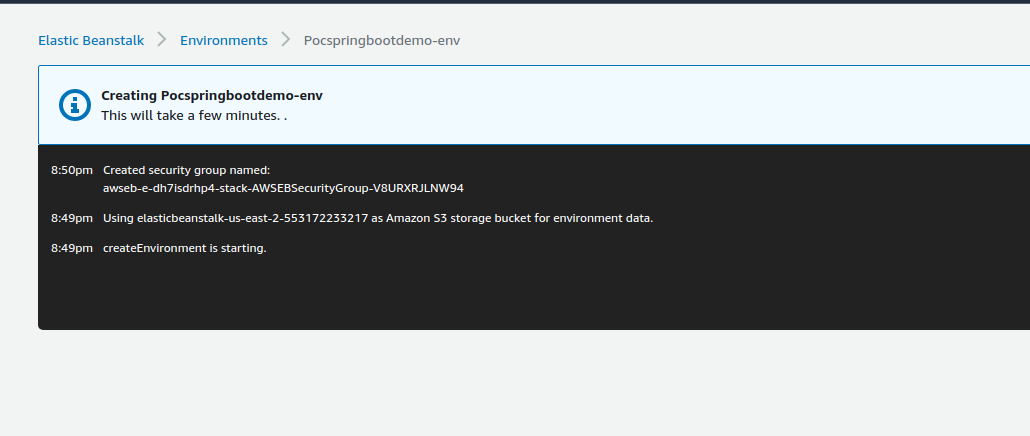 Elastic Beanstalk > Environments > Pocspringbootdemo-env
Creating Pocspringbootdemo-env
This will take a few minutes. .
8:50pm Created security group named:
awseb-e-dh7isdrhp4-stack-AWSEBSecurityGroup-V8URXRJLNW94
8:49pm Using elasticbeanstalk-us-east-2-553172233217 as Amazon S3 storage bucket for environment data.
8:49pm createEnvironment is starting.